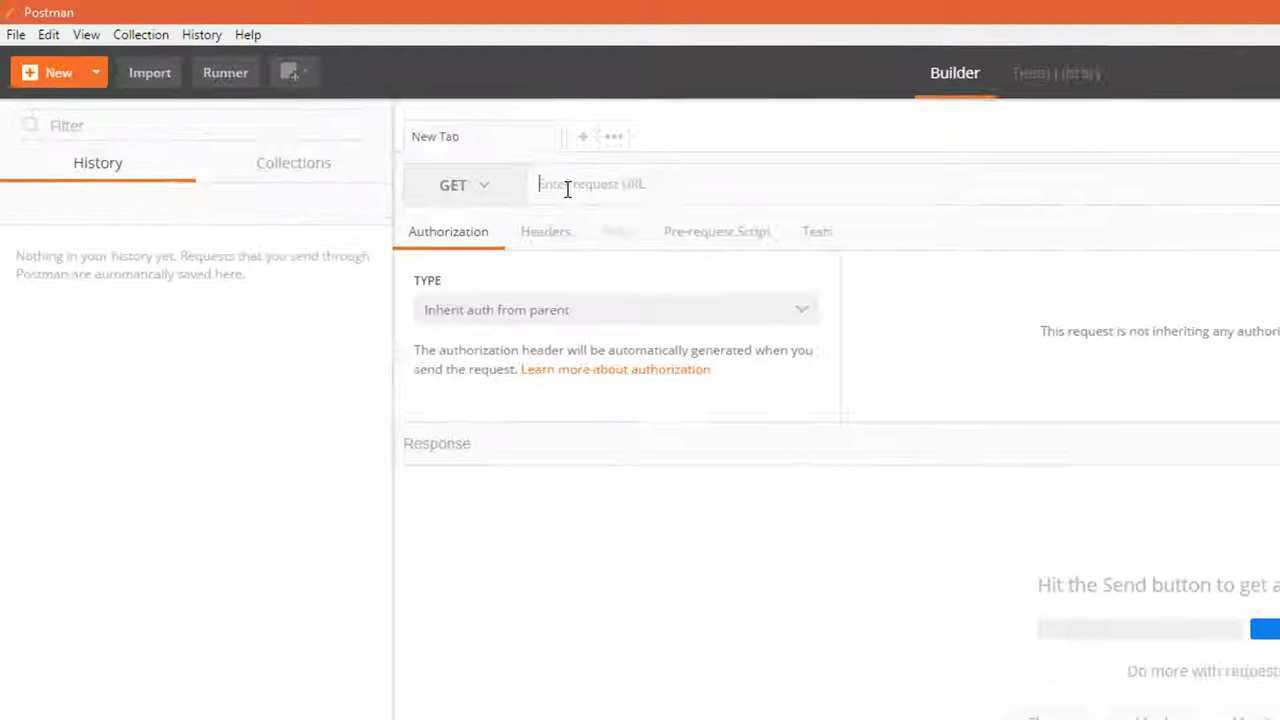 Postman
File Edit View Collection History Help
New Import Runner Builder Team Library
Filter
History Collections
New Tab
GET Enter request URL
Authorization Headers Pre-request Script Tests
Nothing in your history yet. Requests that you send through
Postman are automatically saved here.
TYPE
Inherit auth from parent
The authorization header will be automatically generated when you
send the request. Learn more about authorization
This request is not inheriting any authori
Response
Hit the Send button to get a
Do more with requests